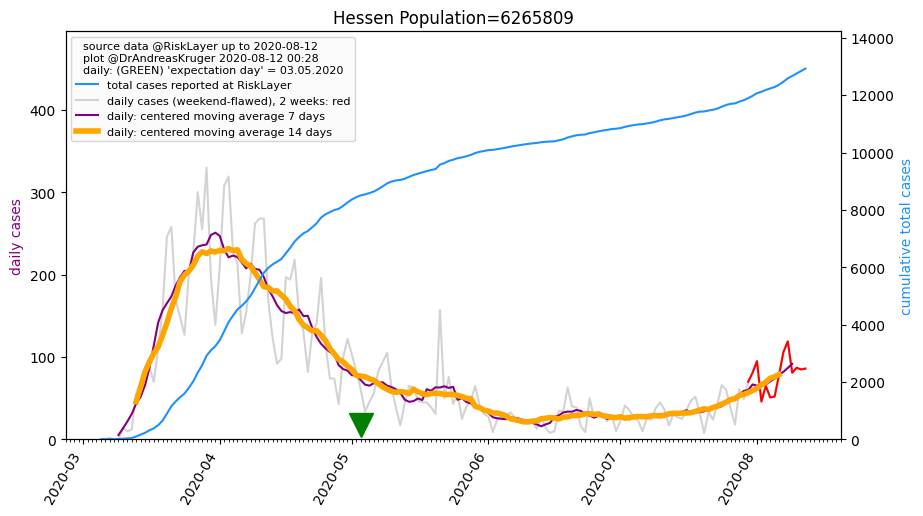 Hessen Population=6265809
source data @RiskLayer up to 2020-08-12
plot @DrAndreasKruger 2020-08-12 00:28
daily: (GREEN) 'expectation day' = 03.05.2020
total cases reported at RiskLayer
daily cases (weekend-flawed), 2 weeks: red
daily: centered moving average 7 days
daily: centered moving average 14 days
daily cases
400
300
200
100
0
14000
12000
10000
8000
6000
4000
2000
0
cumulative total cases
2020-03
2020-04
2020-05
2020-06
2020-07
2020-08